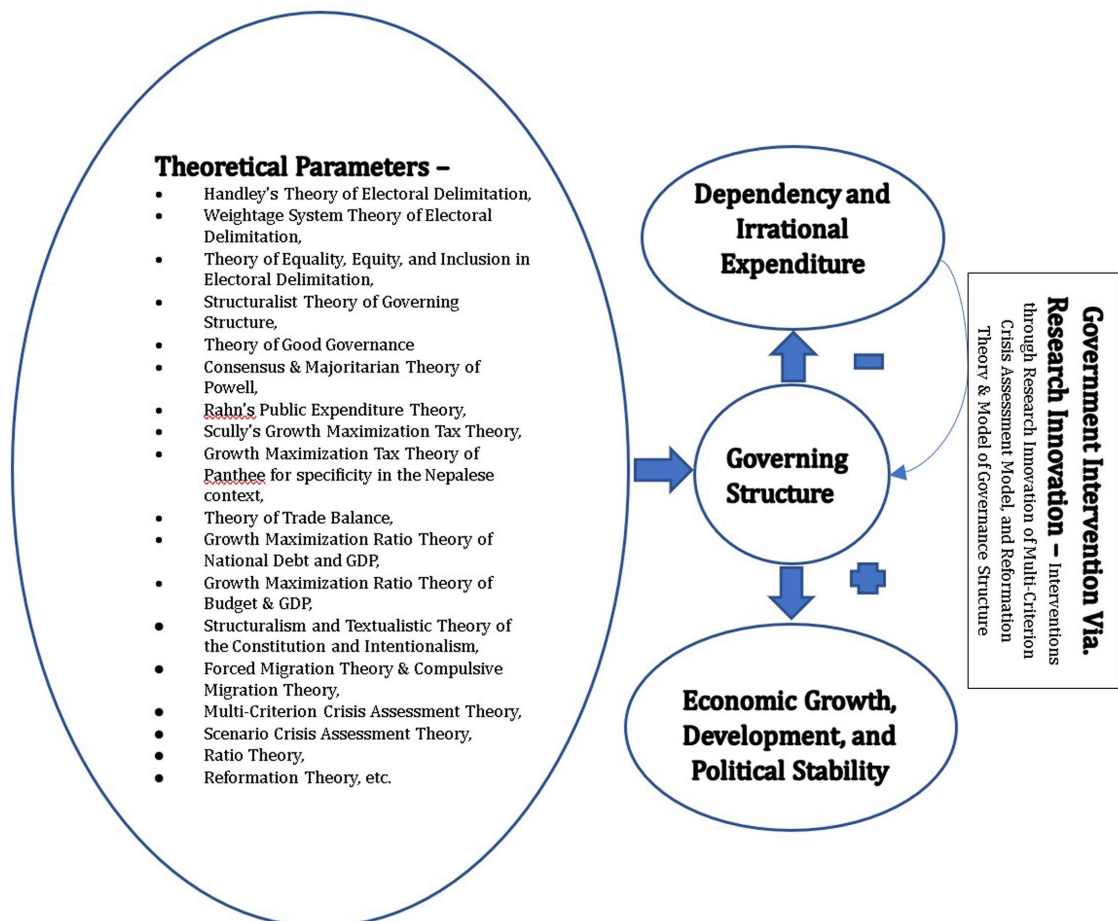 Theoretical Parameters –
• Handley's Theory of Electoral Delimitation,
• Weightage System Theory of Electoral
Delimitation,
• Theory of Equality, Equity, and Inclusion in
Electoral Delimitation,
• Structuralist Theory of Governing
Structure,
• Theory of Good Governance
• Consensus & Majoritarian Theory of
Powell,
• Rahn's Public Expenditure Theory,
• Scully's Growth Maximization Tax Theory,
• Growth Maximization Tax Theory of
Panthee for specificity in the Nepalese
context,
• Theory of Trade Balance,
• Growth Maximization Ratio Theory of
National Debt and GDP,
• Growth Maximization Ratio Theory of
Budget & GDP,
• Structuralism and Textualistic Theory of
the Constitution and Intentionalism,
• Forced Migration Theory & Compulsive
Migration Theory,
• Multi-Criterion Crisis Assessment Theory,
• Scenario Crisis Assessment Theory,
• Ratio Theory,
• Reformation Theory, etc.
Dependency and
Irrational
Expenditure
Governing
Structure
Economic Growth,
Development, and
Political Stability
Government Intervention Via.
Research Innovation – Interventions
through Research Innovation of Multi-Criterion
Crisis Assessment Model, and Reformation
Theory & Model of Governance Structure